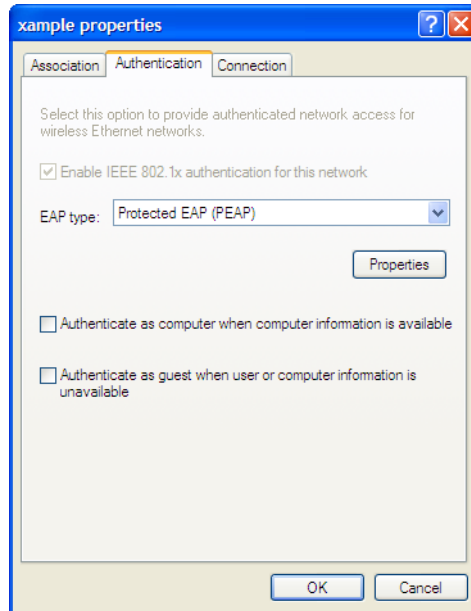 xample properties
Association Authentication Connection
Select this option to provide authenticated network access for
wireless Ethernet networks.
Enable IEEE 802.1x authentication for this network
EAP type: Protected EAP (PEAP)
Properties
Authenticate as computer when computer information is available
Authenticate as guest when user or computer information is
unavailable
OK Cancel